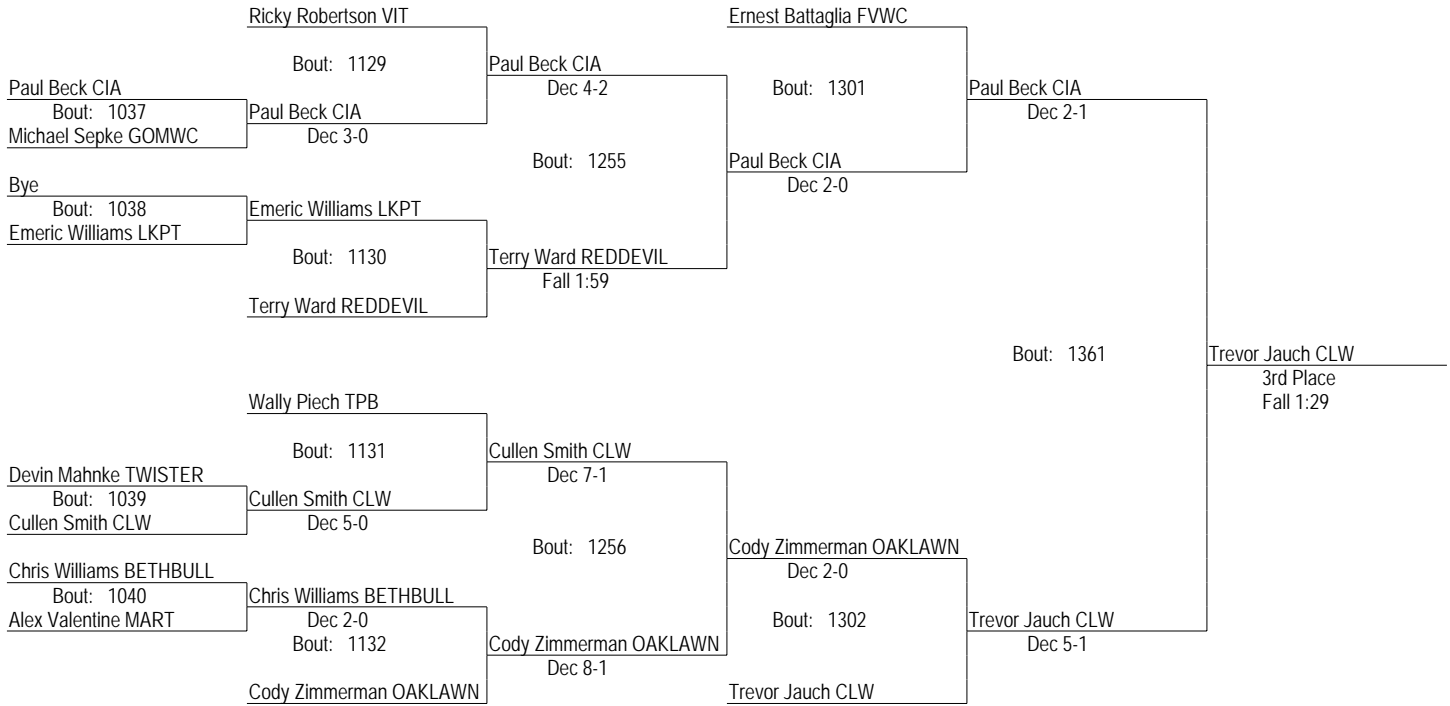 Ricky Robertson VIT
Ernest Battaglia FVWC
Bout: 1129
Paul Beck CIA
Dec 4-2
Paul Beck CIA
Bout: 1037
Michael Sepke GOMWC
Bout: 1301
Paul Beck CIA
Dec 2-1
Paul Beck CIA
Dec 3-0
Bout: 1255
Paul Beck CIA
Dec 2-0
Bye
Bout: 1038
Emeric Williams LKPT
Emeric Williams LKPT
Bout: 1130
Terry Ward REDDEVIL
Fall 1:59
Terry Ward REDDEVIL
Bout: 1361
Trevor Jauch CLW
3rd Place
Fall 1:29
Wally Piech TPB
Bout: 1131
Cullen Smith CLW
Dec 7-1
Devin Mahnke TWISTER
Bout: 1039
Cullen Smith CLW
Cullen Smith CLW
Dec 5-0
Bout: 1256
Cody Zimmerman OAKLAWN
Dec 2-0
Chris Williams BETHBULL
Bout: 1040
Alex Valentine MART
Chris Williams BETHBULL
Dec 2-0
Bout: 1132
Bout: 1302
Trevor Jauch CLW
Dec 5-1
Cody Zimmerman OAKLAWN
Dec 8-1
Cody Zimmerman OAKLAWN
Trevor Jauch CLW